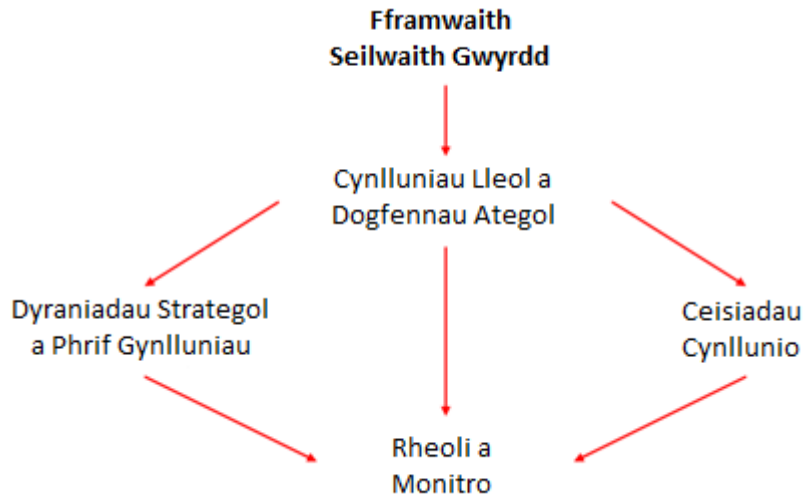 Fframwaith
Seilwaith Gwyrdd
Cynlluniau Lleol a
Dogfennau Ategol
Dyraniadau Strategol
a Phrif Gynlluniau
Ceisiadau
Cynllunio
Rheoli a
Monitro